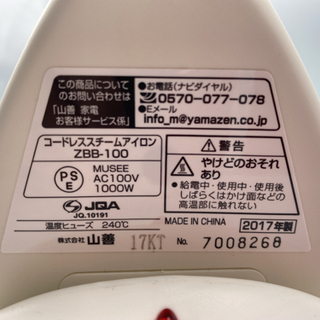 この商品について
のお問い合わせは
「山善 家電
お客様サービス係」
●お電話(ナビダイヤル)
0570-077-078
●Eメール
info_m@yamazen.co.jp
コードレススチームアイロン
ZBB-100
PS
E
MUSEE
AC100V
1000W
JQA
JQ.10191
温度ヒューズ 240℃
株式会社 山善 17KT No. 7008268
警告
やけどのおそれ
あり
●給電中・使用中・使用後
しばらくはかけ面などの
高温部に触れない
MADE IN CHINA 2017年製